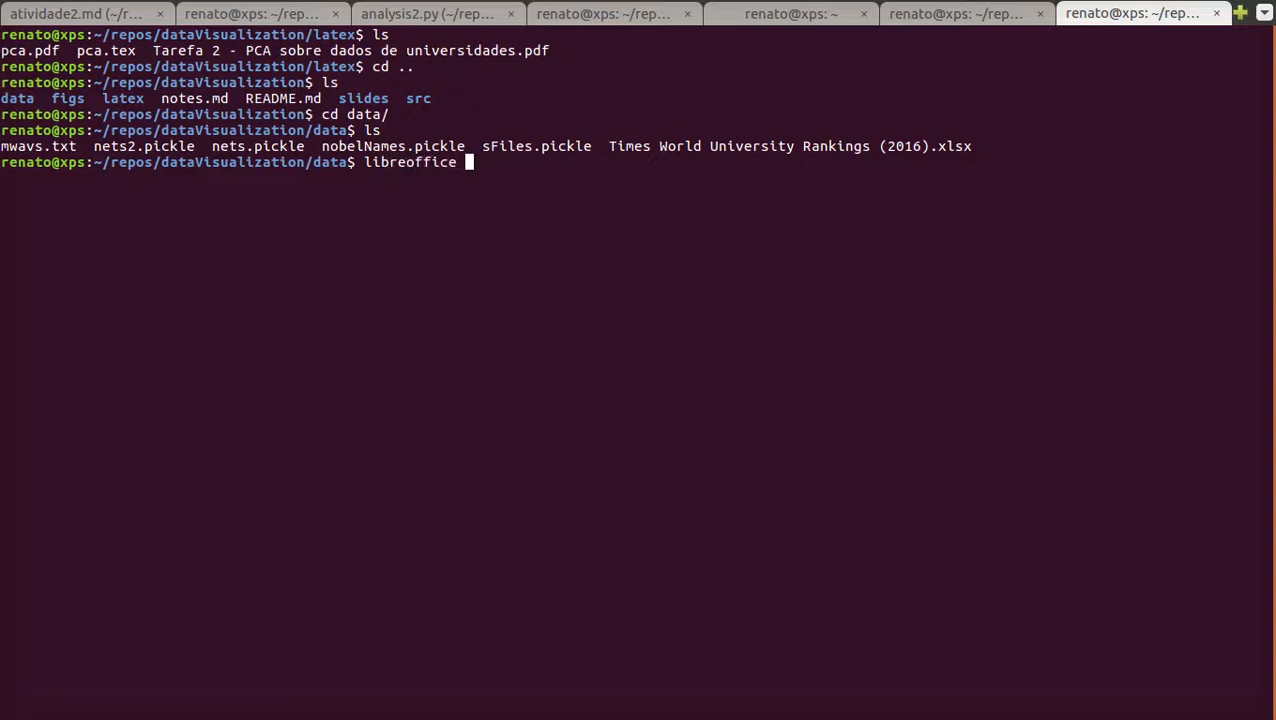 atividade2.md (~/r... × renato@xps: ~/rep... × analysis2.py (~/rep... × renato@xps: ~/rep... × renato@xps: ~ × renato@xps: ~/rep... × renato@xps: ~/rep... ×
renato@xps:~/repos/dataVisualization/latex$ ls
pca.pdf  pca.tex  Tarefa 2 - PCA sobre dados de universidades.pdf
renato@xps:~/repos/dataVisualization/latex$ cd ..
renato@xps:~/repos/dataVisualization$ ls
data  figs  latex  notes.md  README.md  slides  src
renato@xps:~/repos/dataVisualization$ cd data/
renato@xps:~/repos/dataVisualization/data$ ls
mwavs.txt  nets2.pickle  nets.pickle  nobelNames.pickle  sFiles.pickle  Times World University Rankings (2016).xlsx
renato@xps:~/repos/dataVisualization/data$ libreoffice